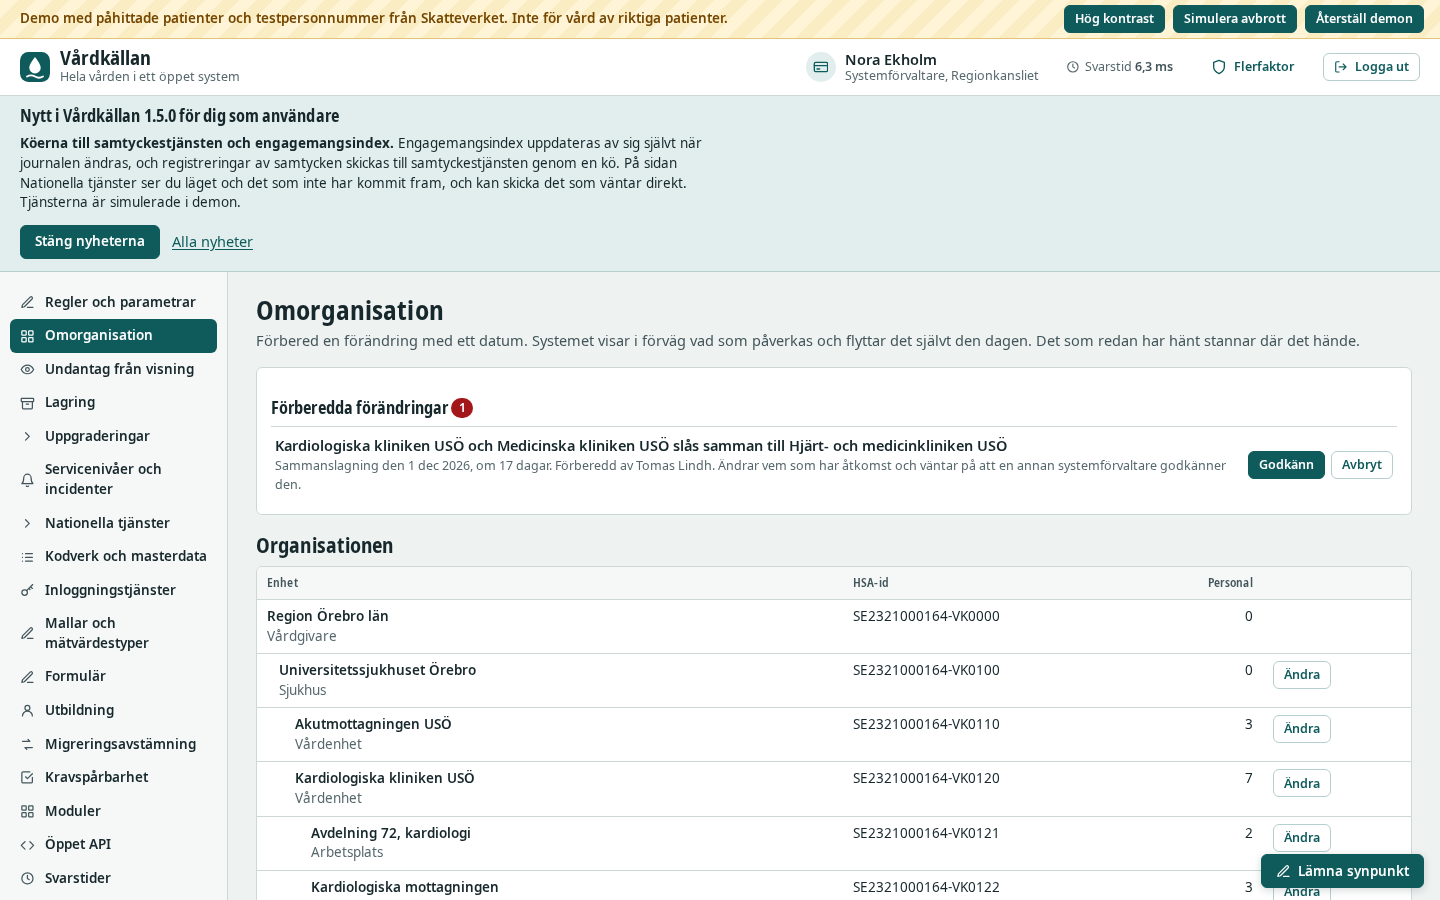 Demo med påhittade patienter och testpersonnummer från Skatteverket. Inte för vård av riktiga patienter.
Hög kontrast
Simulera avbrott
Återställ demon
Vårdkällan
Hela vården i ett öppet system
Nora Ekholm
Systemförvaltare, Regionkansliet
Svarstid 6,3 ms
Flerfaktor
Logga ut
Nytt i Vårdkällan 1.5.0 för dig som användare
Köerna till samtyckestjänsten och engagemangsindex. Engagemangsindex uppdateras av sig självt när
journalen ändras, och registreringar av samtycken skickas till samtyckestjänsten genom en kö. På sidan
Nationella tjänster ser du läget och det som inte har kommit fram, och kan skicka det som väntar direkt.
Tjänsterna är simulerade i demon.
Stäng nyheterna
Alla nyheter
Regler och parametrar
Omorganisation
Undantag från visning
Lagring
Uppgraderingar
Servicenivåer och
incidenter
Nationella tjänster
Kodverk och masterdata
Inloggningstjänster
Mallar och
mätvärdestyper
Formulär
Utbildning
Migreringsavstämning
Kravspårbarhet
Moduler
Öppet API
Svarstider
Omorganisation
Förbered en förändring med ett datum. Systemet visar i förväg vad som påverkas och flyttar det självt den dagen. Det som redan har hänt stannar där det hände.
Förberedda förändringar 1
Kardiologiska kliniken USÖ och Medicinska kliniken USÖ slås samman till Hjärt- och medicinkliniken USÖ
Sammanslagning den 1 dec 2026, om 17 dagar. Förberedd av Tomas Lindh. Ändrar vem som har åtkomst och väntar på att en annan systemförvaltare godkänner
den.
Godkänn
Avbryt
Organisationen
Enhet HSA-id Personal
Region Örebro län SE2321000164-VK0000 0
Vårdgivare
Universitetssjukhuset Örebro SE2321000164-VK0100 0 Ändra
Sjukhus
Akutmottagningen USÖ SE2321000164-VK0110 3 Ändra
Vårdenhet
Kardiologiska kliniken USÖ SE2321000164-VK0120 7 Ändra
Vårdenhet
Avdelning 72, kardiologi SE2321000164-VK0121 2 Ändra
Arbetsplats
Kardiologiska mottagningen SE2321000164-VK0122 3 Ändra
Lämna synpunkt